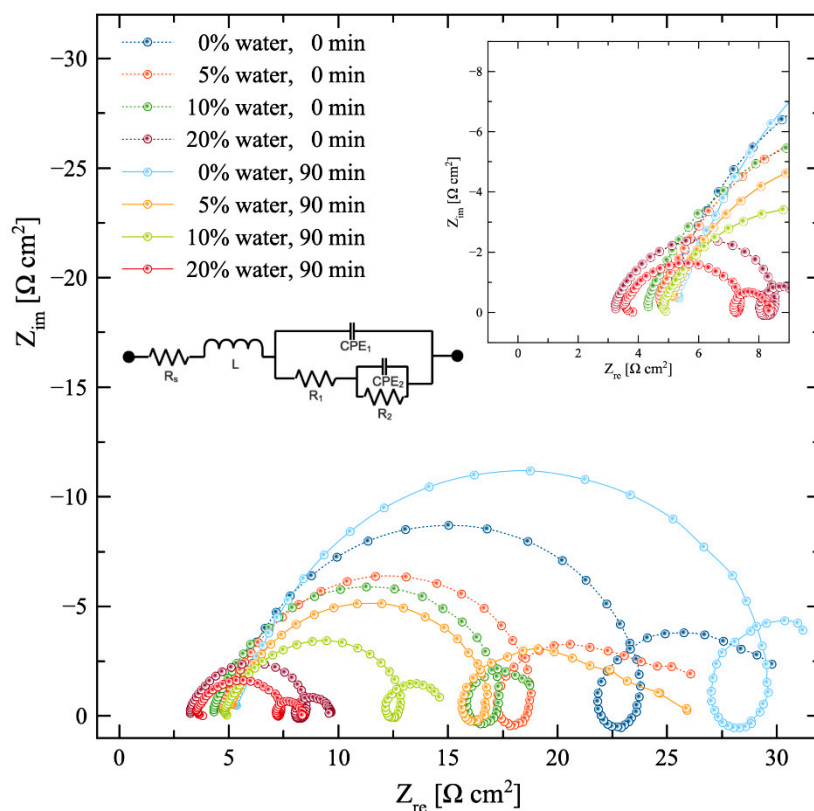 −30
−25
−20
−15
−10
−5
0
Z_im [Ω cm²]
0 5 10 15 20 25 30
Z_re [Ω cm²]
0% water, 0 min
5% water, 0 min
10% water, 0 min
20% water, 0 min
0% water, 90 min
5% water, 90 min
10% water, 90 min
20% water, 90 min
−8
−6
−4
−2
0
Z_im [Ω cm²]
0 2 4 6 8
Z_re [Ω cm²]
R_s
L
CPE₁
R₁
CPE₂
R₂